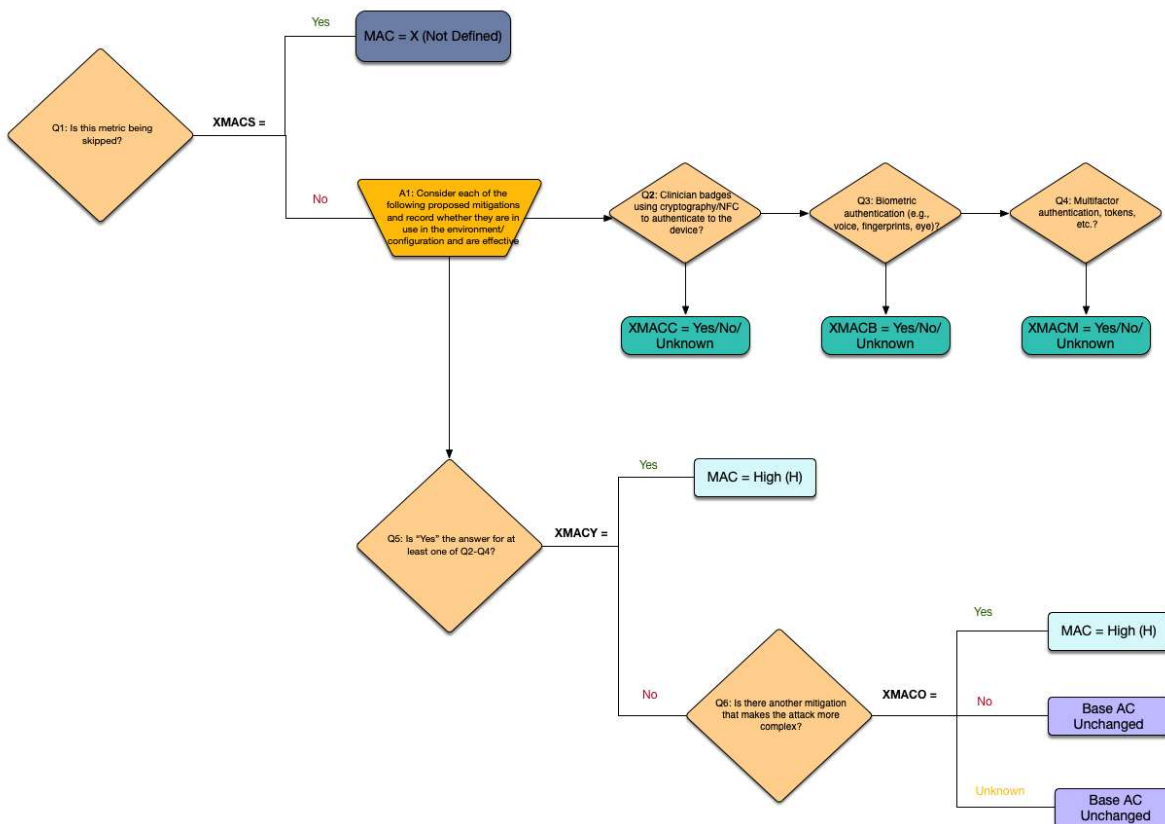 Yes
MAC = X (Not Defined)
Q1: Is this metric being
skipped?
XMACS =
No
A1: Consider each of the
following proposed mitigations
and record whether they are in
use in the environment/
configuration and are effective
Q2: Clinician badges
using cryptography/NFC
to authenticate to the
device?
Q3: Biometric
authentication (e.g.,
voice, fingerprints, eye)?
Q4: Multifactor
authentication, tokens,
etc.?
XMACC = Yes/No/
Unknown
XMACB = Yes/No/
Unknown
XMACM = Yes/No/
Unknown
Yes
MAC = High (H)
Q5: Is “Yes” the answer for at
least one of Q2-Q4?
XMACY =
No
Q6: Is there another mitigation
that makes the attack more
complex?
XMACO =
Yes
MAC = High (H)
No
Base AC
Unchanged
Unknown
Base AC
Unchanged